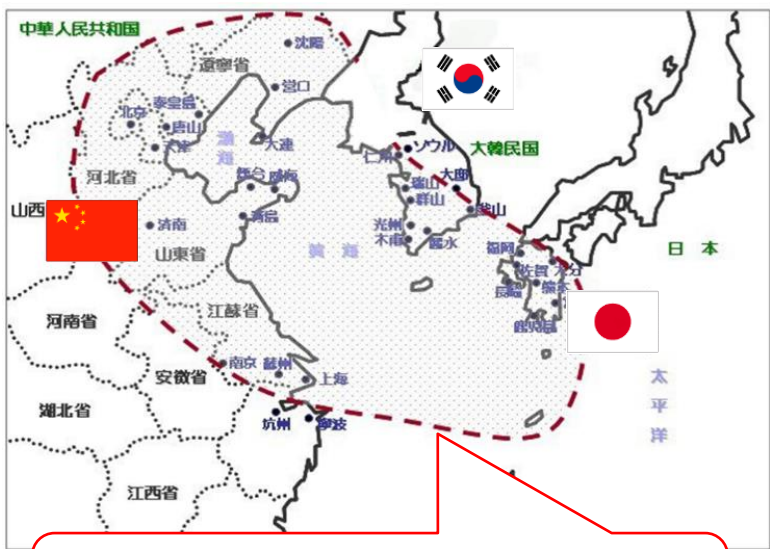 中華人民共和国
沈陽
遼寧省
営口
秦皇島
北京
唐山
天津
渤
海
大連
河北省
煙台
威海
山西
済南
青島
山東省
黄 海
江蘇省
河南省
安徽省
南京
蘇州
上海
湖北省
杭州
寧波
江西省
仁川
ソウル
大韓民国
瑞山
大邱
群山
釜山
光州
木甫
麗水
福岡
佐賀
大分
長崎
熊本
鹿児島
日 本
太
平
洋